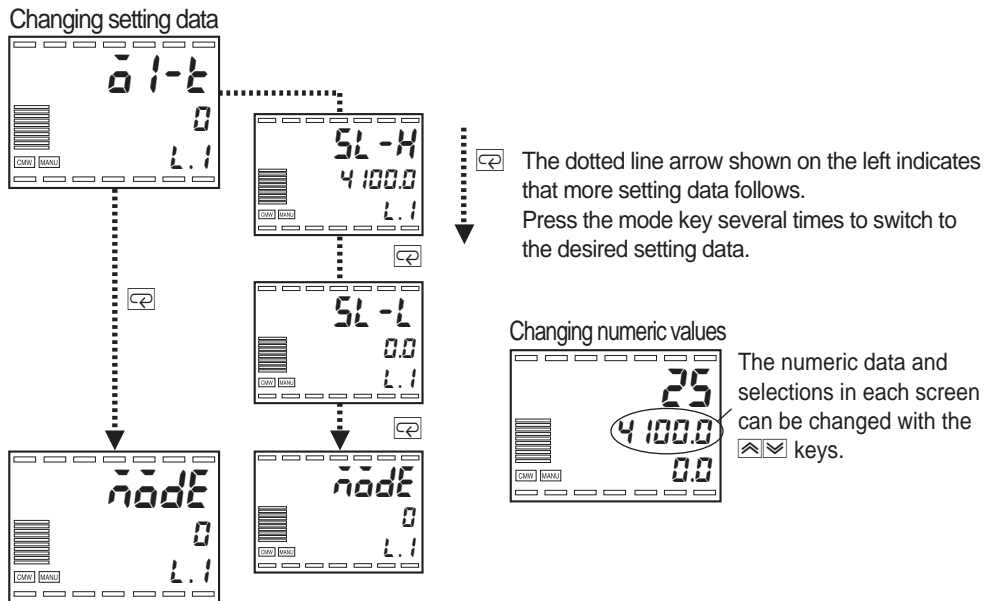 Changing setting data
o1-t
0
L.1
CMW MANU
SL-H
4100.0
L.1
CMW MANU
SL-L
0.0
L.1
CMW MANU
modE
0
L.1
CMW MANU
modE
0
L.1
CMW MANU
The dotted line arrow shown on the left indicates
that more setting data follows.
Press the mode key several times to switch to
the desired setting data.
Changing numeric values
25
4100.0
0.0
CMW MANU
The numeric data and
selections in each screen
can be changed with the
keys.